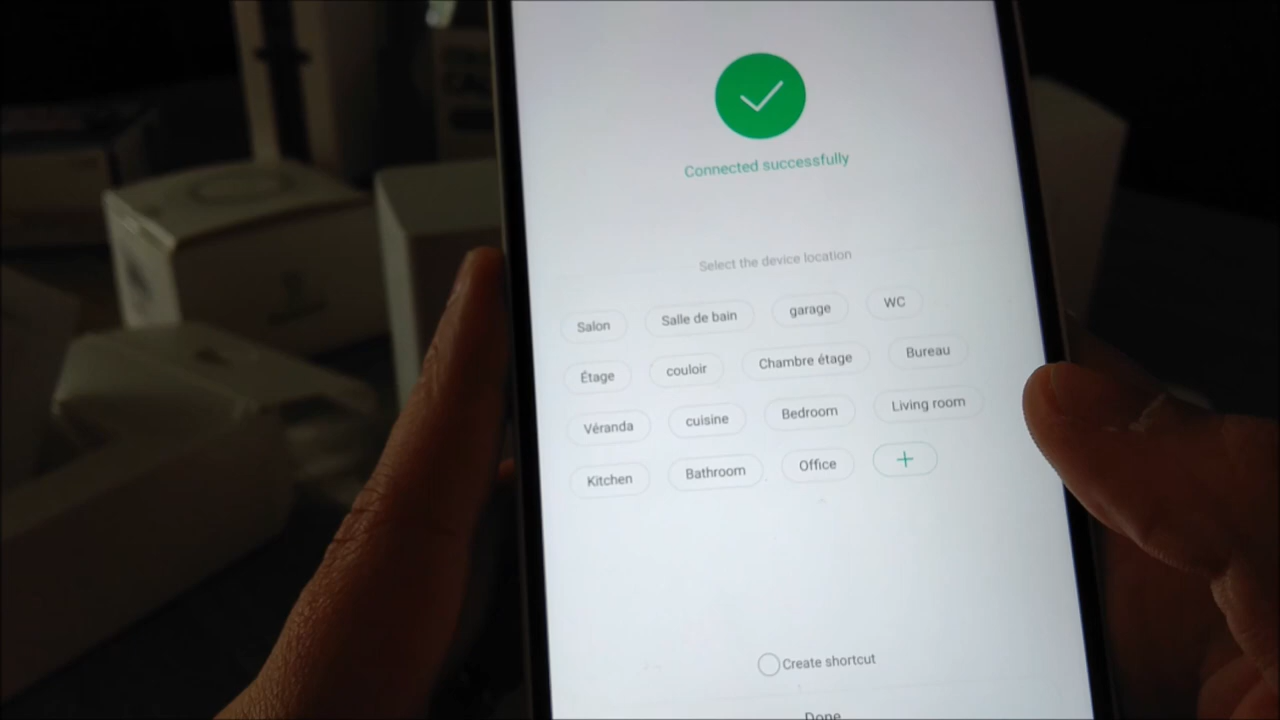 Connected successfully
Select the device location
Salon Salle de bain garage WC
Étage couloir Chambre étage Bureau
Véranda cuisine Bedroom Living room
Kitchen Bathroom Office +
Create shortcut
Done